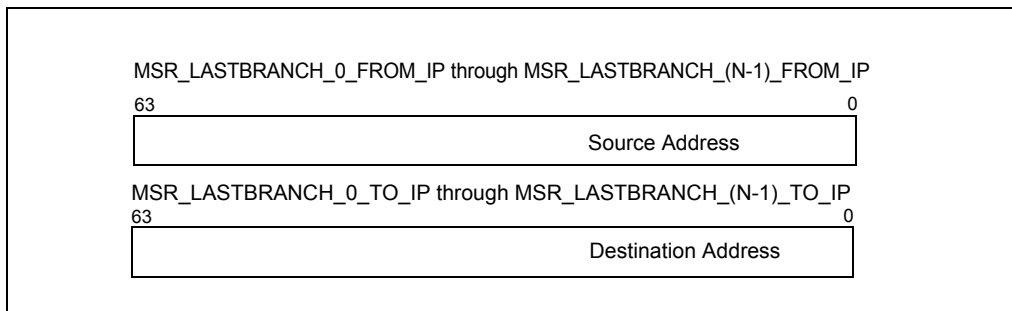 MSR_LASTBRANCH_0_FROM_IP through MSR_LASTBRANCH_(N-1)_FROM_IP
63 0
Source Address
MSR_LASTBRANCH_0_TO_IP through MSR_LASTBRANCH_(N-1)_TO_IP
63 0
Destination Address